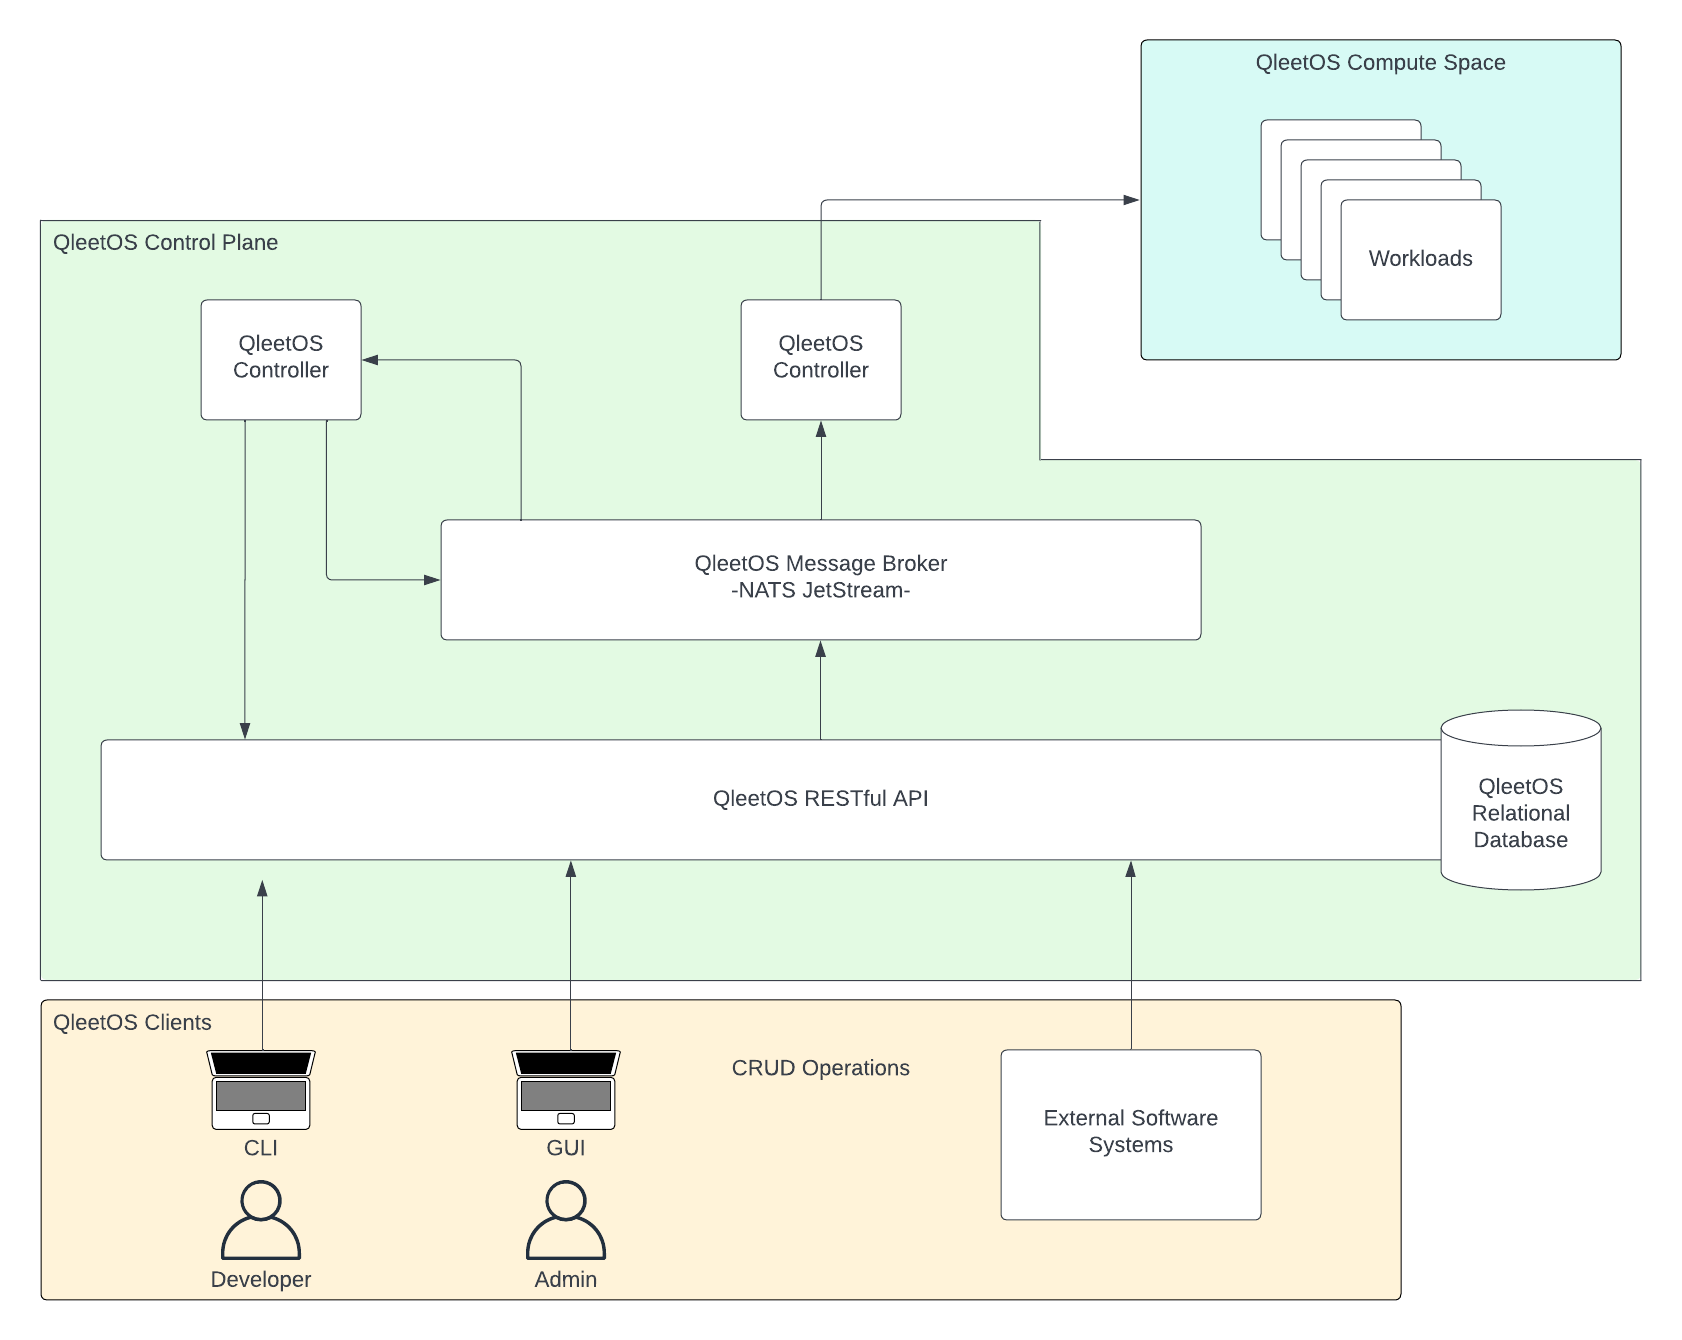 QleetOS Compute Space
Workloads
QleetOS Control Plane
QleetOS
Controller
QleetOS
Controller
QleetOS Message Broker
-NATS JetStream-
QleetOS RESTful API
QleetOS
Relational
Database
QleetOS Clients
CRUD Operations
CLI
GUI
External Software
Systems
Developer
Admin